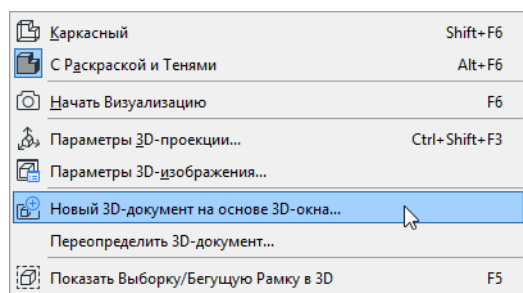 Каркасный Shift+F6
С Раскраской и Тенями Alt+F6
Начать Визуализацию F6
Параметры 3D-проекции... Ctrl+Shift+F3
Параметры 3D-изображения...
Новый 3D-документ на основе 3D-окна...
Переопределить 3D-документ...
Показать Выборку/Бегущую Рамку в 3D F5